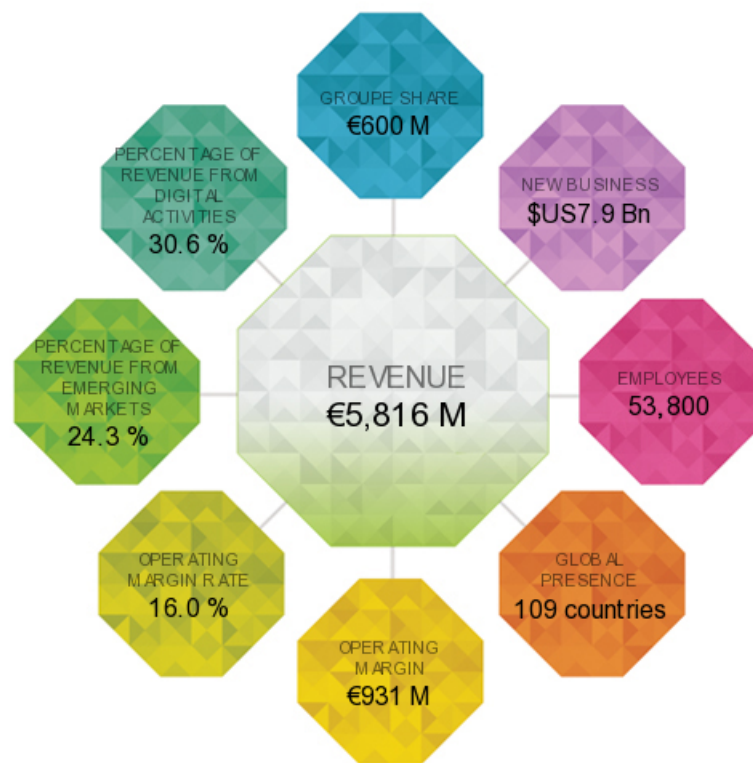 GROUPE SHARE
€600 M
NEW BUSINESS
$US7.9 Bn
EMPLOYEES
53,800
GLOBAL
PRESENCE
109 countries
OPERATING
MARGIN
€931 M
OPERATING
MARGIN RATE
16.0 %
PERCENTAGE OF
REVENUE FROM
EMERGING
MARKETS
24.3 %
PERCENTAGE OF
REVENUE FROM
DIGITAL
ACTIVITIES
30.6 %
REVENUE
€5,816 M